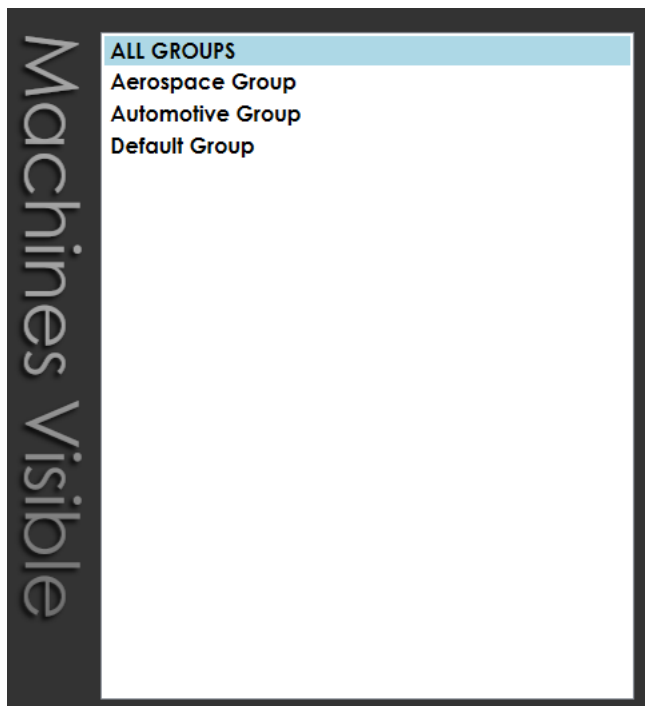 Machines Visible
ALL GROUPS
Aerospace Group
Automotive Group
Default Group